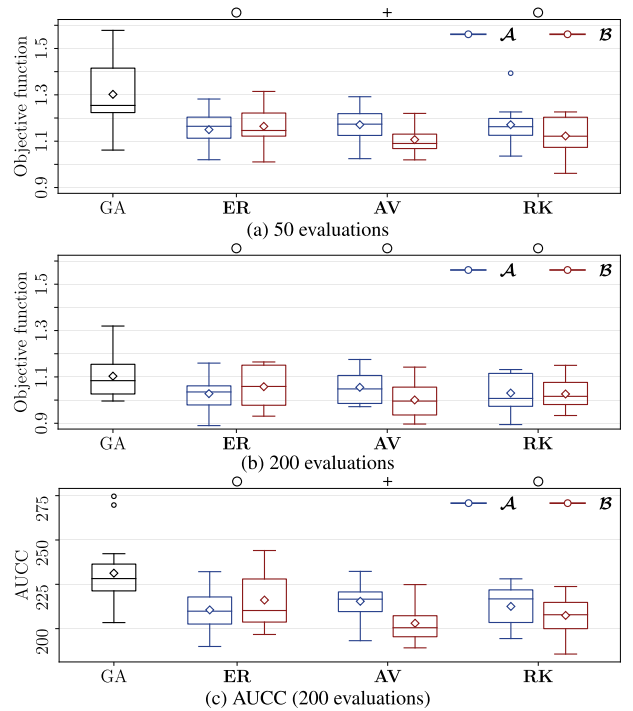 ○ + ○
Objective function
1.5
1.3
1.1
0.9
𝓐 𝓑
GA ER AV RK
(a) 50 evaluations
○ ○ ○
Objective function
1.5
1.3
1.1
0.9
𝓐 𝓑
GA ER AV RK
(b) 200 evaluations
○ + ○
AUCC
275
250
225
200
𝓐 𝓑
GA ER AV RK
(c) AUCC (200 evaluations)